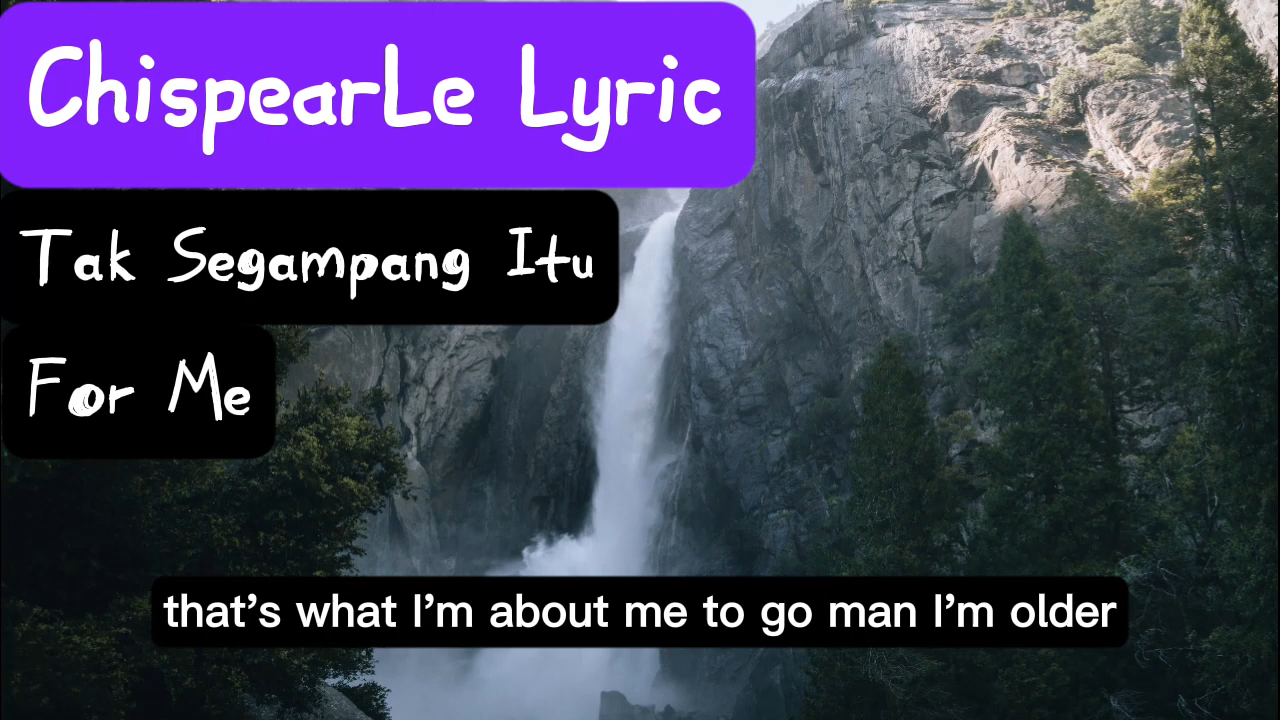 ChispearLe Lyric
Tak Segampang Itu
For Me
that’s what I’m about me to go man I’m older